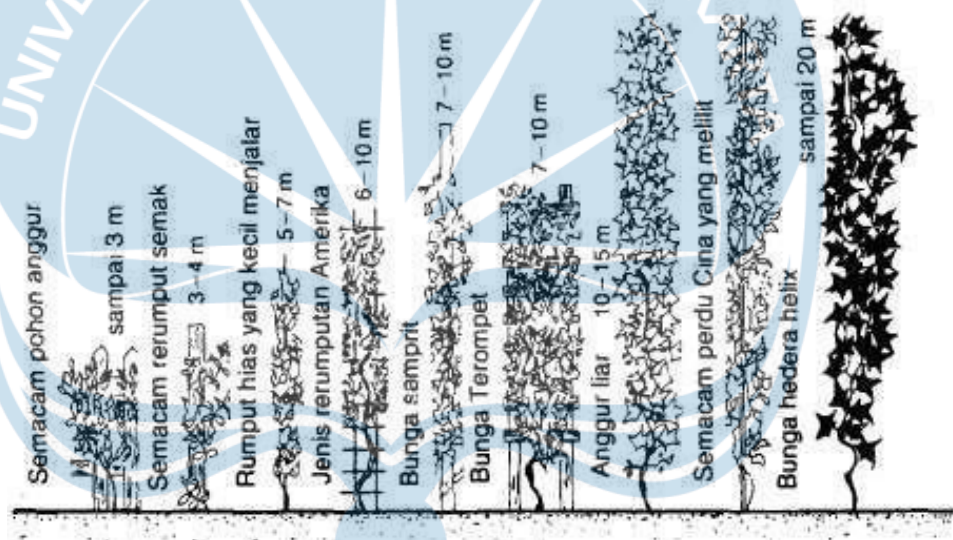 UNIVE
Semacam pohon anggur
sampai 3 m
Semacam rerumput semak
3-4 m
Rumput hias yang kecil menjalar
5-7 m
Jenis rerumputan Amerika
6-10 m
Bunga samprit
7-10 m
Bunga Terompet
7-10 m
Anggur liar 10-15 m
Semacam perdu Cina yang melilit
Bunga hedera helix
sampai 20 m